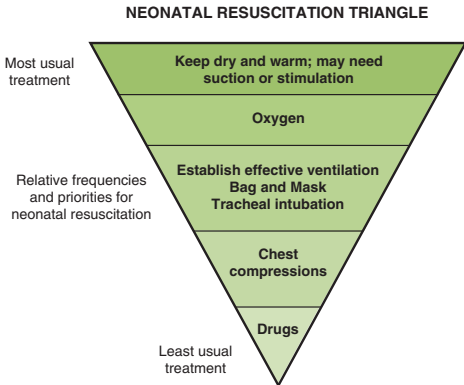 NEONATAL RESUSCITATION TRIANGLE
Most usual
treatment
Keep dry and warm; may need
suction or stimulation
Oxygen
Establish effective ventilation
Bag and Mask
Tracheal intubation
Relative frequencies
and priorities for
neonatal resuscitation
Chest
compressions
Drugs
Least usual
treatment